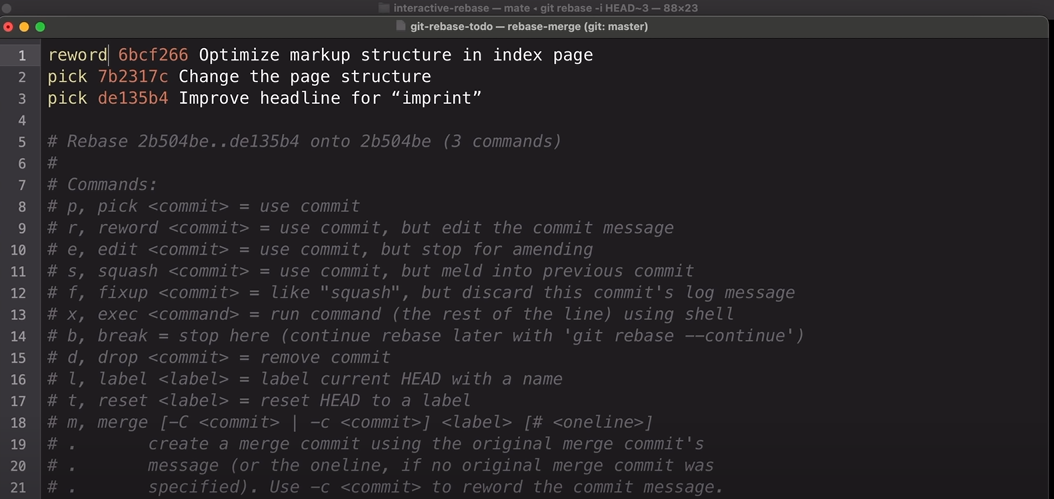 interactive-rebase — mate • git rebase -i HEAD~3 — 88×23
git-rebase-todo — rebase-merge (git: master)
1 reword 6bcf266 Optimize markup structure in index page
2 pick 7b2317c Change the page structure
3 pick de135b4 Improve headline for “imprint”
4
5 # Rebase 2b504be..de135b4 onto 2b504be (3 commands)
6 #
7 # Commands:
8 # p, pick <commit> = use commit
9 # r, reword <commit> = use commit, but edit the commit message
10 # e, edit <commit> = use commit, but stop for amending
11 # s, squash <commit> = use commit, but meld into previous commit
12 # f, fixup <commit> = like "squash", but discard this commit's log message
13 # x, exec <command> = run command (the rest of the line) using shell
14 # b, break = stop here (continue rebase later with 'git rebase --continue')
15 # d, drop <commit> = remove commit
16 # l, label <label> = label current HEAD with a name
17 # t, reset <label> = reset HEAD to a label
18 # m, merge [-C <commit> | -c <commit>] <label> [# <oneline>]
19 # .       create a merge commit using the original merge commit's
20 # .       message (or the oneline, if no original merge commit was
21 # .       specified). Use -c <commit> to reword the commit message.